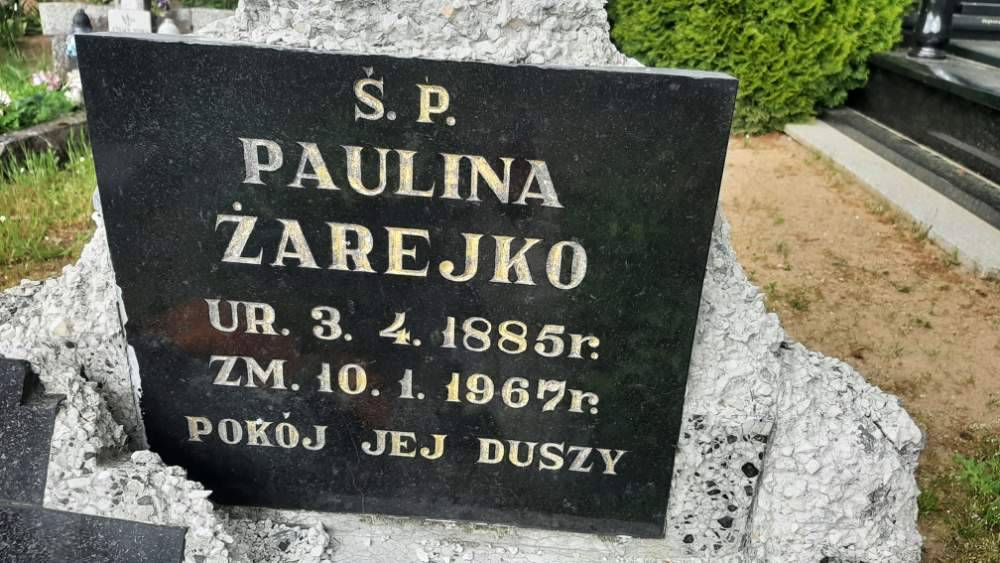 Ś. P.
PAULINA
ŻAREJKO
UR. 3. 4. 1885r.
ZM. 10. 1. 1967r.
POKÓJ JEJ DUSZY